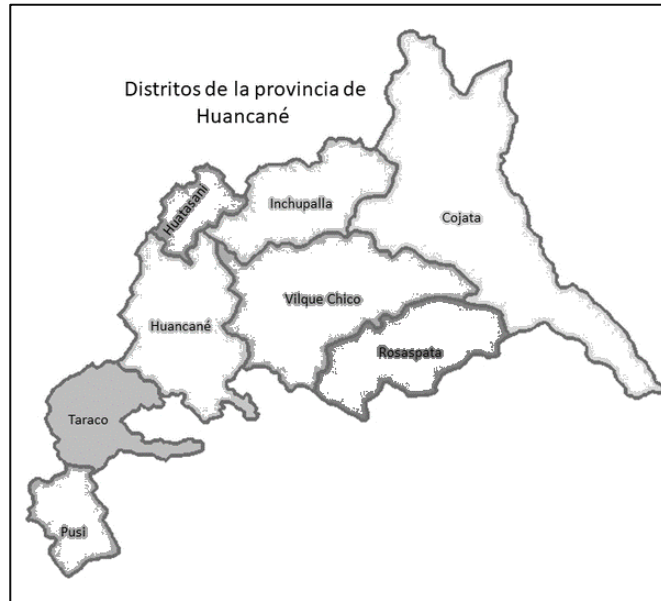 Distritos de la provincia de
Huancané
Huatasani
Inchupalla
Cojata
Vilque Chico
Huancané
Rosaspata
Taraco
Pusi